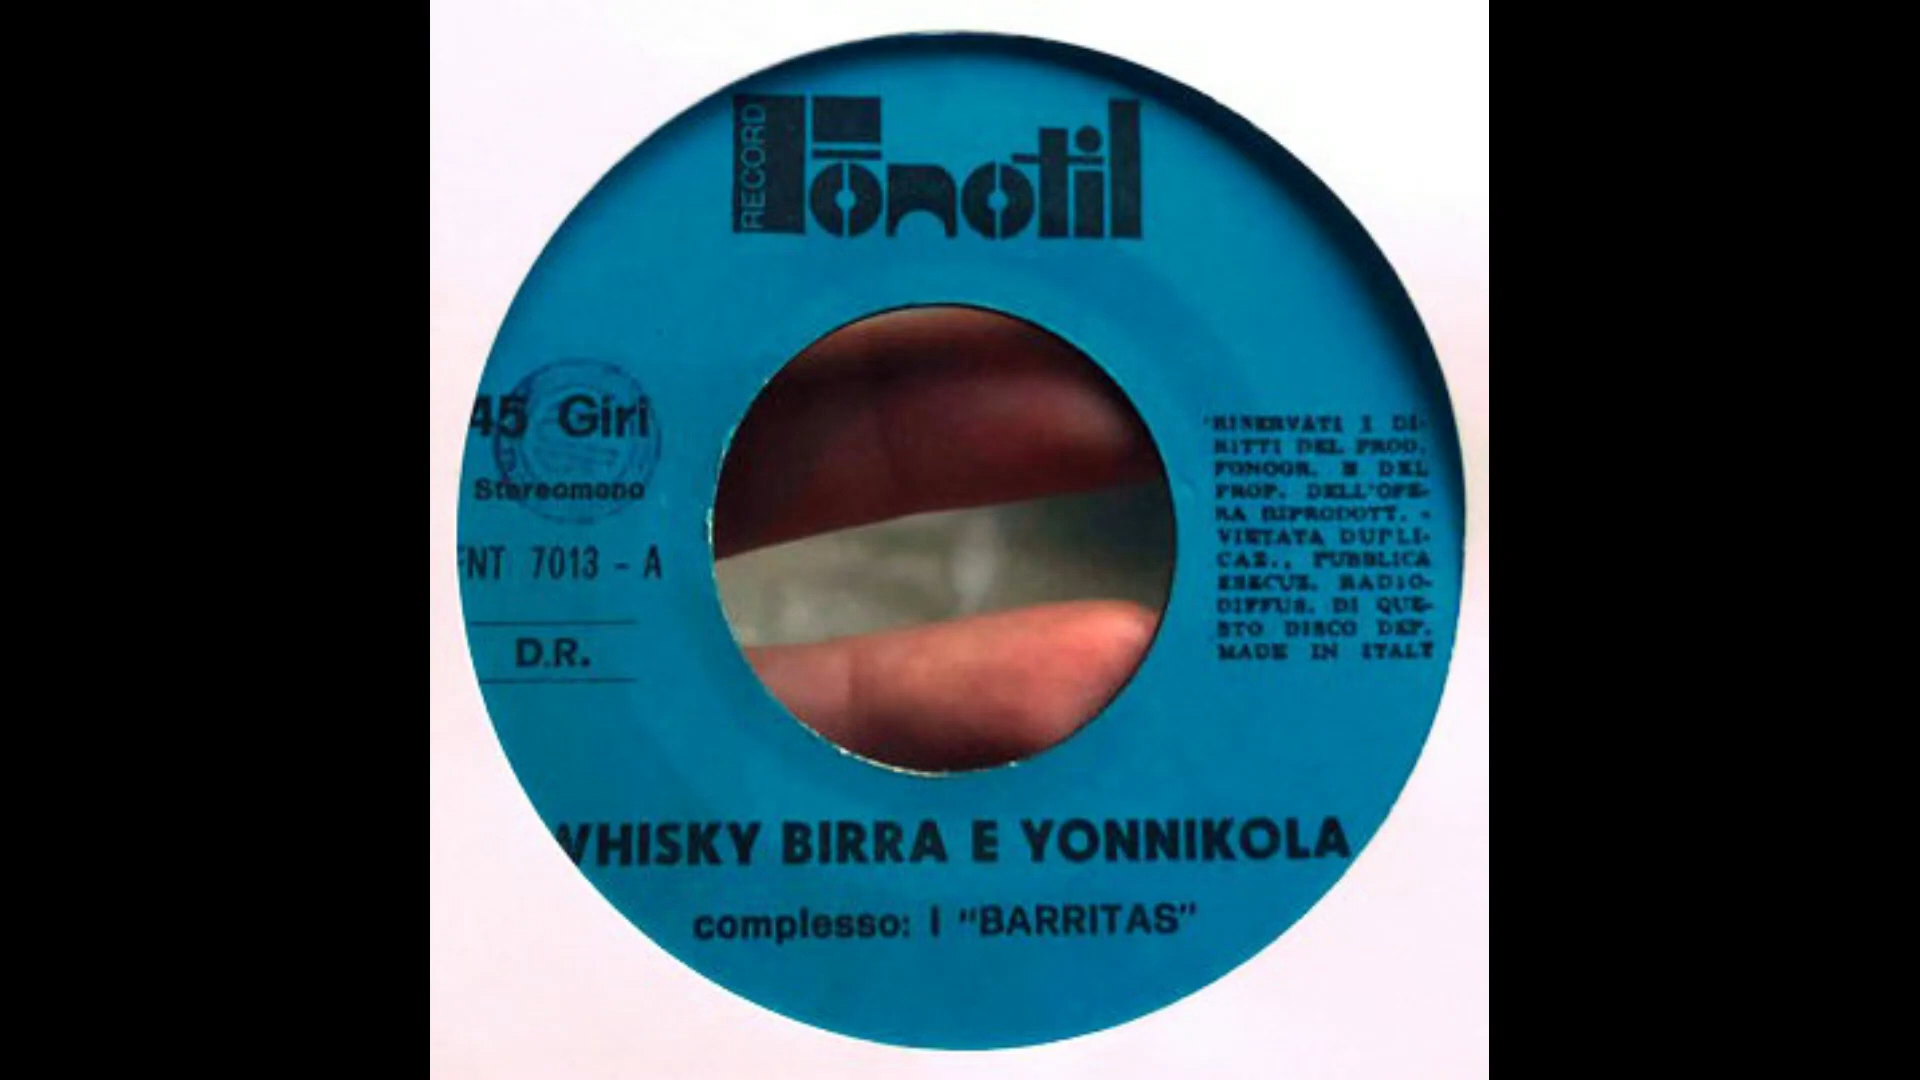 RECORD
Fonotil
45 Giri
Stereomono
FNT 7013 - A
D.R.
RISERVATI I DI-
RITTI DEL PROD.
FONOGR. E DEL
PROP. DELL'OPE-
RA RIPRODOTT. -
VIETATA DUPLI-
CAZ., PUBBLICA
ESECUZ. RADIO-
DIFFUS. DI QUE-
STO DISCO DEP.
MADE IN ITALY
WHISKY BIRRA E YONNIKOLA
complesso: I "BARRITAS"